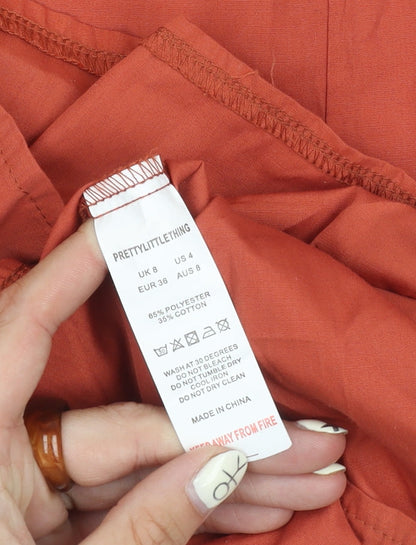 PRETTYLITTLETHING
UK 8 US 4
EUR 36 AUS 8
65% POLYESTER
35% COTTON
WASH AT 30 DEGREES
DO NOT BLEACH
DO NOT TUMBLE DRY
COOL IRON
DO NOT DRY CLEAN
MADE IN CHINA
KEEP AWAY FROM FIRE